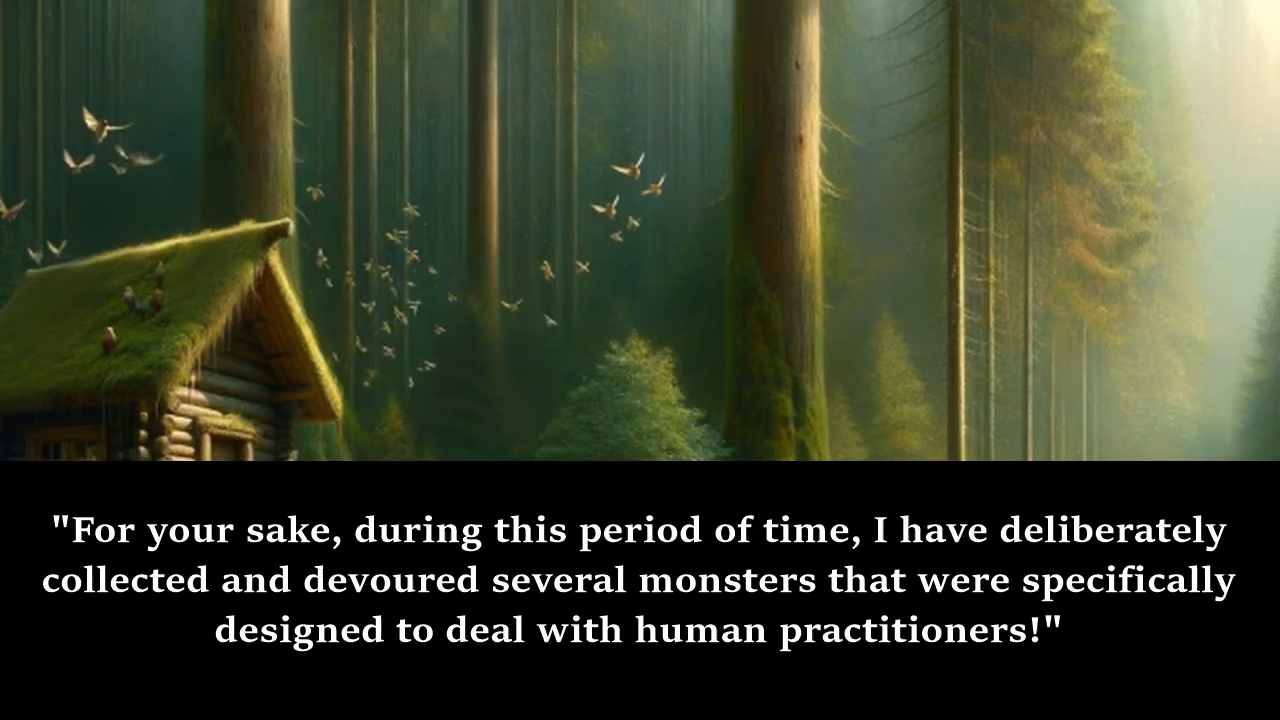 "For your sake, during this period of time, I have deliberately
collected and devoured several monsters that were specifically
designed to deal with human practitioners!"